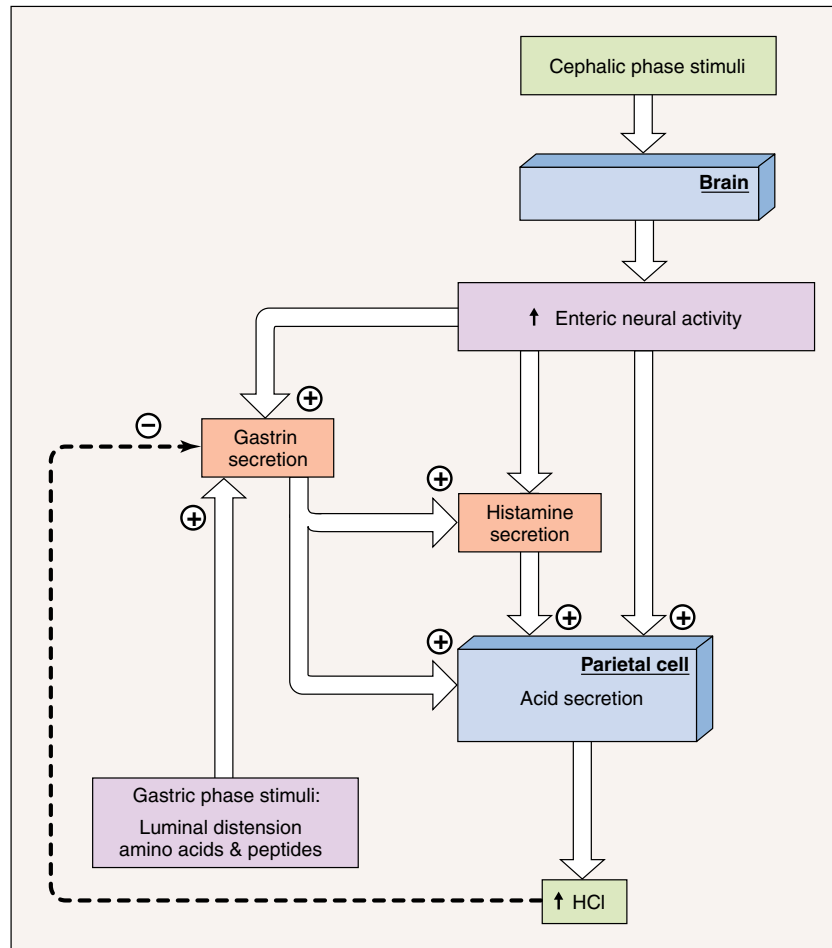 Cephalic phase stimuli
Brain
↑ Enteric neural activity
+
−
Gastrin
secretion
+
+
Histamine
secretion
+
+
+
Parietal cell
Acid secretion
Gastric phase stimuli:
Luminal distension
amino acids & peptides
↑ HCl